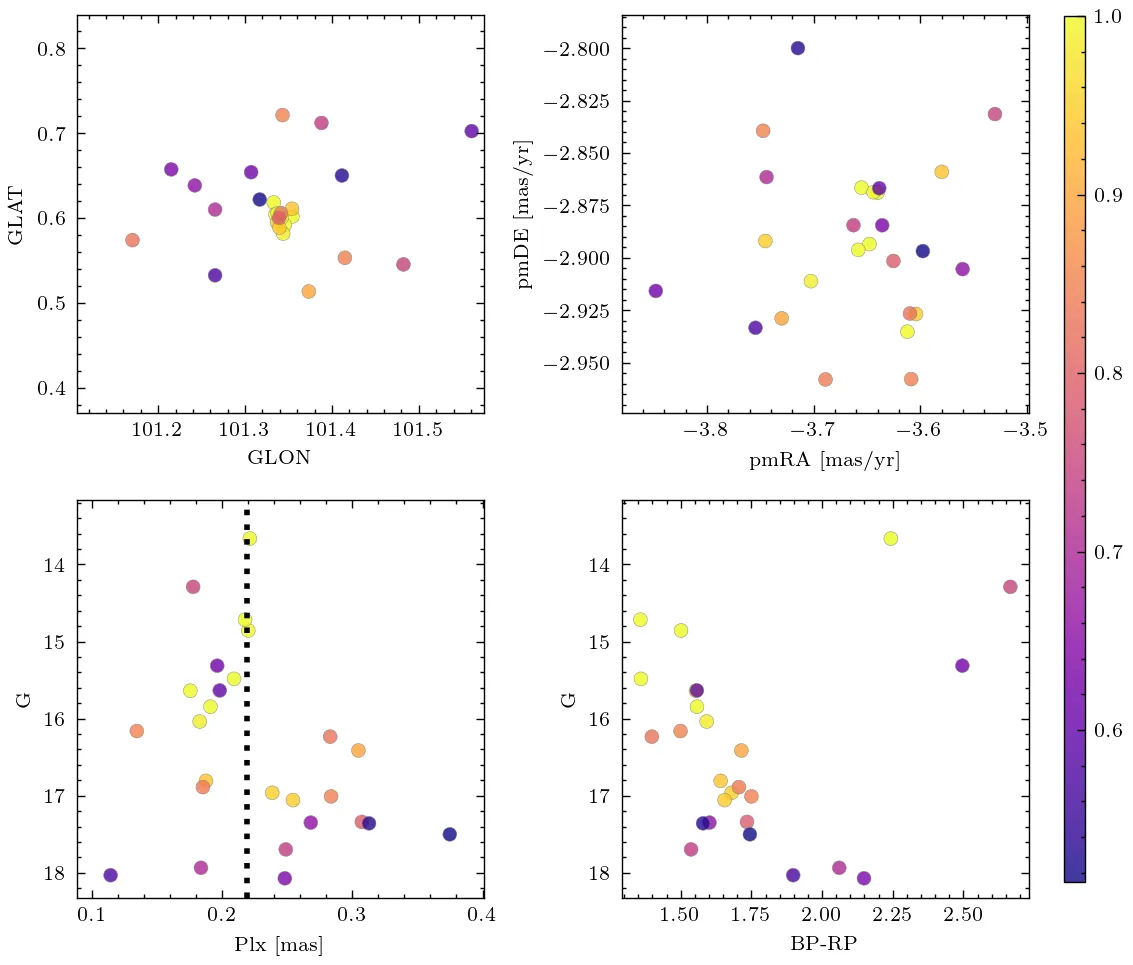 0.8
0.7
0.6
0.5
0.4
GLAT
101.2 101.3 101.4 101.5
GLON
−2.800
−2.825
−2.850
−2.875
−2.900
−2.925
−2.950
pmDE [mas/yr]
−3.8 −3.7 −3.6 −3.5
pmRA [mas/yr]
14
15
16
17
18
G
0.1 0.2 0.3 0.4
Plx [mas]
14
15
16
17
18
G
1.50 1.75 2.00 2.25 2.50
BP-RP
1.0
0.9
0.8
0.7
0.6